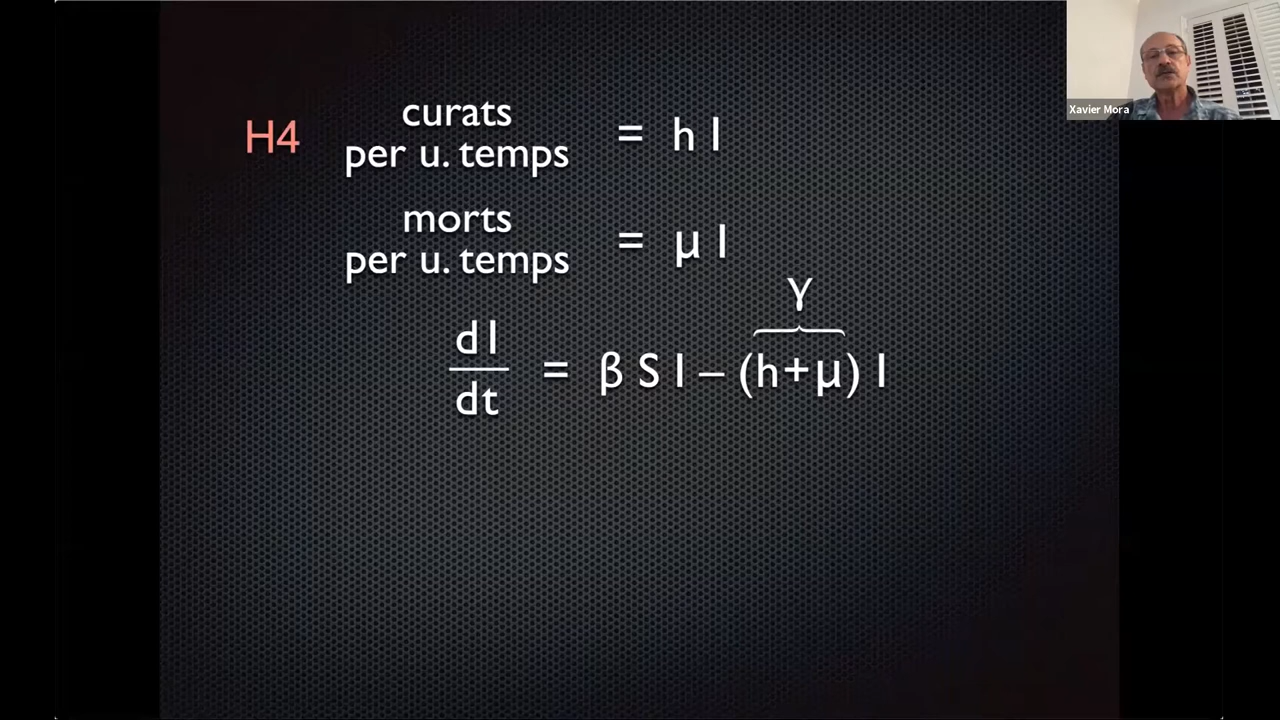 H4
curats
per u. temps = h I
morts
per u. temps = μ I
γ
dI
dt
= β S I – (h+μ) I
Xavier Mora